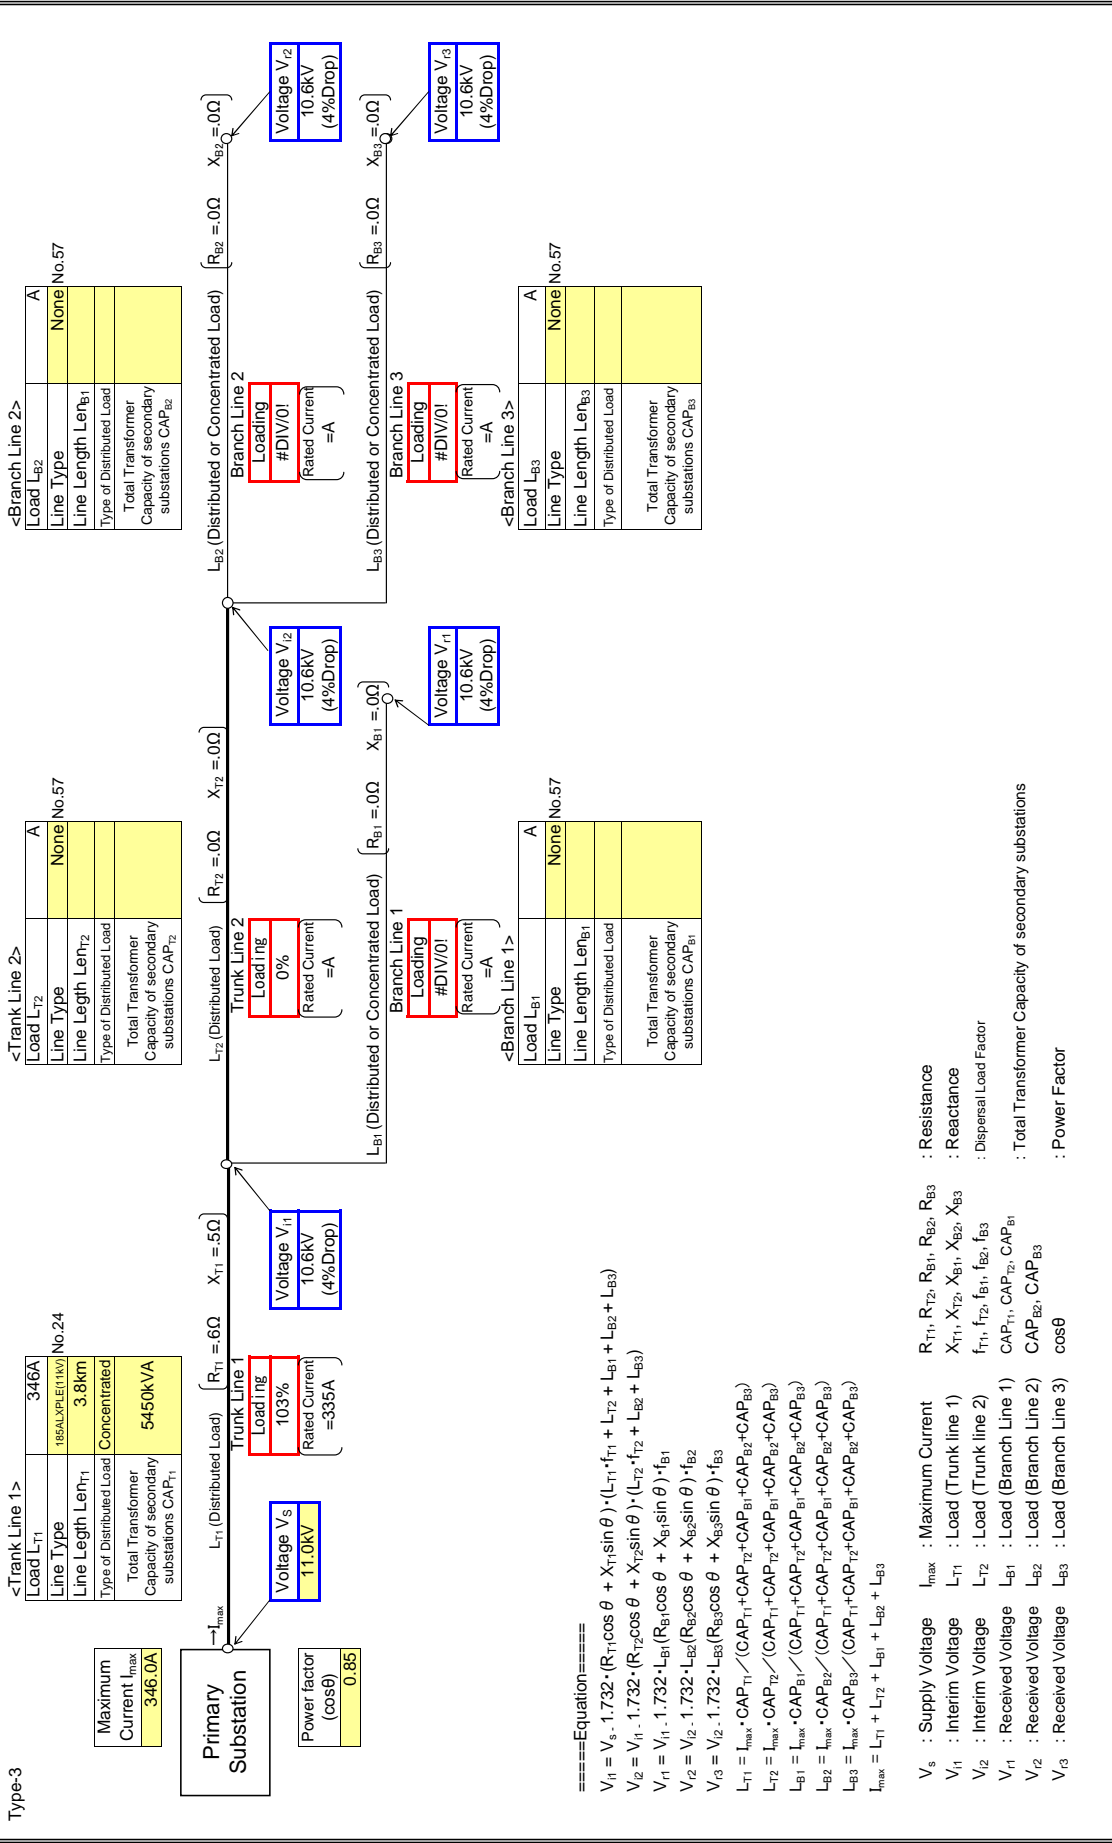 Type-3
Maximum
Current Imax
346.0A
Primary
Substation
Power factor
(cosθ)
0.85
→Imax
Voltage VS
11.0kV
<Trank Line 1>
Load LT1 346A
Line Type 185ALXPLE(11kV) No.24
Line Legth LenT1 3.8km
Type of Distributed Load Concentrated
Total Transformer
Capacity of secondary
substations CAPT1
5450kVA
LT1 (Distributed Load) RT1 =.6Ω XT1 =.5Ω
Trunk Line 1
Loading
103%
Rated Current
=335A
Voltage Vi1
10.6kV
(4%Drop)
<Trank Line 2>
Load LT2 A
Line Type None No.57
Line Length LenT2
Type of Distributed Load
Total Transformer
Capacity of secondary
substations CAPT2
LT2 (Distributed Load) RT2 =.0Ω XT2 =.0Ω
Trunk Line 2
Loading
0%
Rated Current
=A
Voltage Vi2
10.6kV
(4%Drop)
LB1 (Distributed or Concentrated Load) RB1 =.0Ω XB1 =.0Ω
Branch Line 1
Loading
#DIV/0!
Rated Current
=A
Voltage Vr1
10.6kV
(4%Drop)
<Branch Line 1>
Load LB1 A
Line Type None No.57
Line Length LenB1
Type of Distributed Load
Total Transformer
Capacity of secondary
substations CAPB1
<Branch Line 2>
Load LB2 A
Line Type None No.57
Line Length LenB1
Type of Distributed Load
Total Transformer
Capacity of secondary
substations CAPB2
LB2 (Distributed or Concentrated Load) RB2 =.0Ω XB2 =.0Ω
Branch Line 2
Loading
#DIV/0!
Rated Current
=A
Voltage Vr2
10.6kV
(4%Drop)
LB3 (Distributed or Concentrated Load) RB3 =.0Ω XB3 =.0Ω
Branch Line 3
Loading
#DIV/0!
Rated Current
=A
Voltage Vr3
10.6kV
(4%Drop)
<Branch Line 3>
Load LB3 A
Line Type None No.57
Line Length LenB3
Type of Distributed Load
Total Transformer
Capacity of secondary
substations CAPB3
=====Equation=====
Vi1 = Vs - 1.732・(RT1cos θ + XT1sin θ)・(LT1・fT1 + LT2 + LB1 + LB2 + LB3)
Vi2 = Vi1 - 1.732・(RT2cos θ + XT2sin θ)・(LT2・fT2 + LB2 + LB3)
Vr1 = Vi1 - 1.732・LB1(RB1cos θ + XB1sin θ)・fB1
Vr2 = Vi2 - 1.732・LB2(RB2cos θ + XB2sin θ)・fB2
Vr3 = Vi2 - 1.732・LB3(RB3cos θ + XB3sin θ)・fB3
LT1 = Imax・CAPT1／(CAPT1+CAPT2+CAPB1+CAPB2+CAPB3)
LT2 = Imax・CAPT2／(CAPT1+CAPT2+CAPB1+CAPB2+CAPB3)
LB1 = Imax・CAPB1／(CAPT1+CAPT2+CAPB1+CAPB2+CAPB3)
LB2 = Imax・CAPB2／(CAPT1+CAPT2+CAPB1+CAPB2+CAPB3)
LB3 = Imax・CAPB3／(CAPT1+CAPT2+CAPB1+CAPB2+CAPB3)
Imax = LT1 + LT2 + LB1 + LB2 + LB3
Vs : Supply Voltage Imax : Maximum Current RT1, RT2, RB1, RB2, RB3 : Resistance
Vi1 : Interim Voltage LT1 : Load (Trunk line 1) XT1, XT2, XB1, XB2, XB3 : Reactance
Vi2 : Interim Voltage LT2 : Load (Trunk line 2) fT1, fT2, fB1, fB2, fB3 : Dispersal Load Factor
Vr1 : Received Voltage LB1 : Load (Branch Line 1) CAPT1, CAPT2, CAPB1 : Total Transformer Capacity of secondary substations
Vr2 : Received Voltage LB2 : Load (Branch Line 2) CAPB2, CAPB3
Vr3 : Received Voltage LB3 : Load (Branch Line 3) cosθ : Power Factor